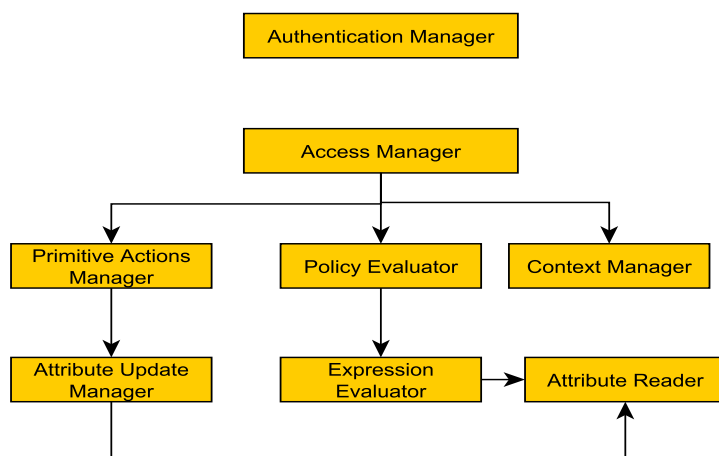 Authentication Manager
Access Manager
Primitive Actions
Manager
Policy Evaluator
Context Manager
Attribute Update
Manager
Expression
Evaluator
Attribute Reader